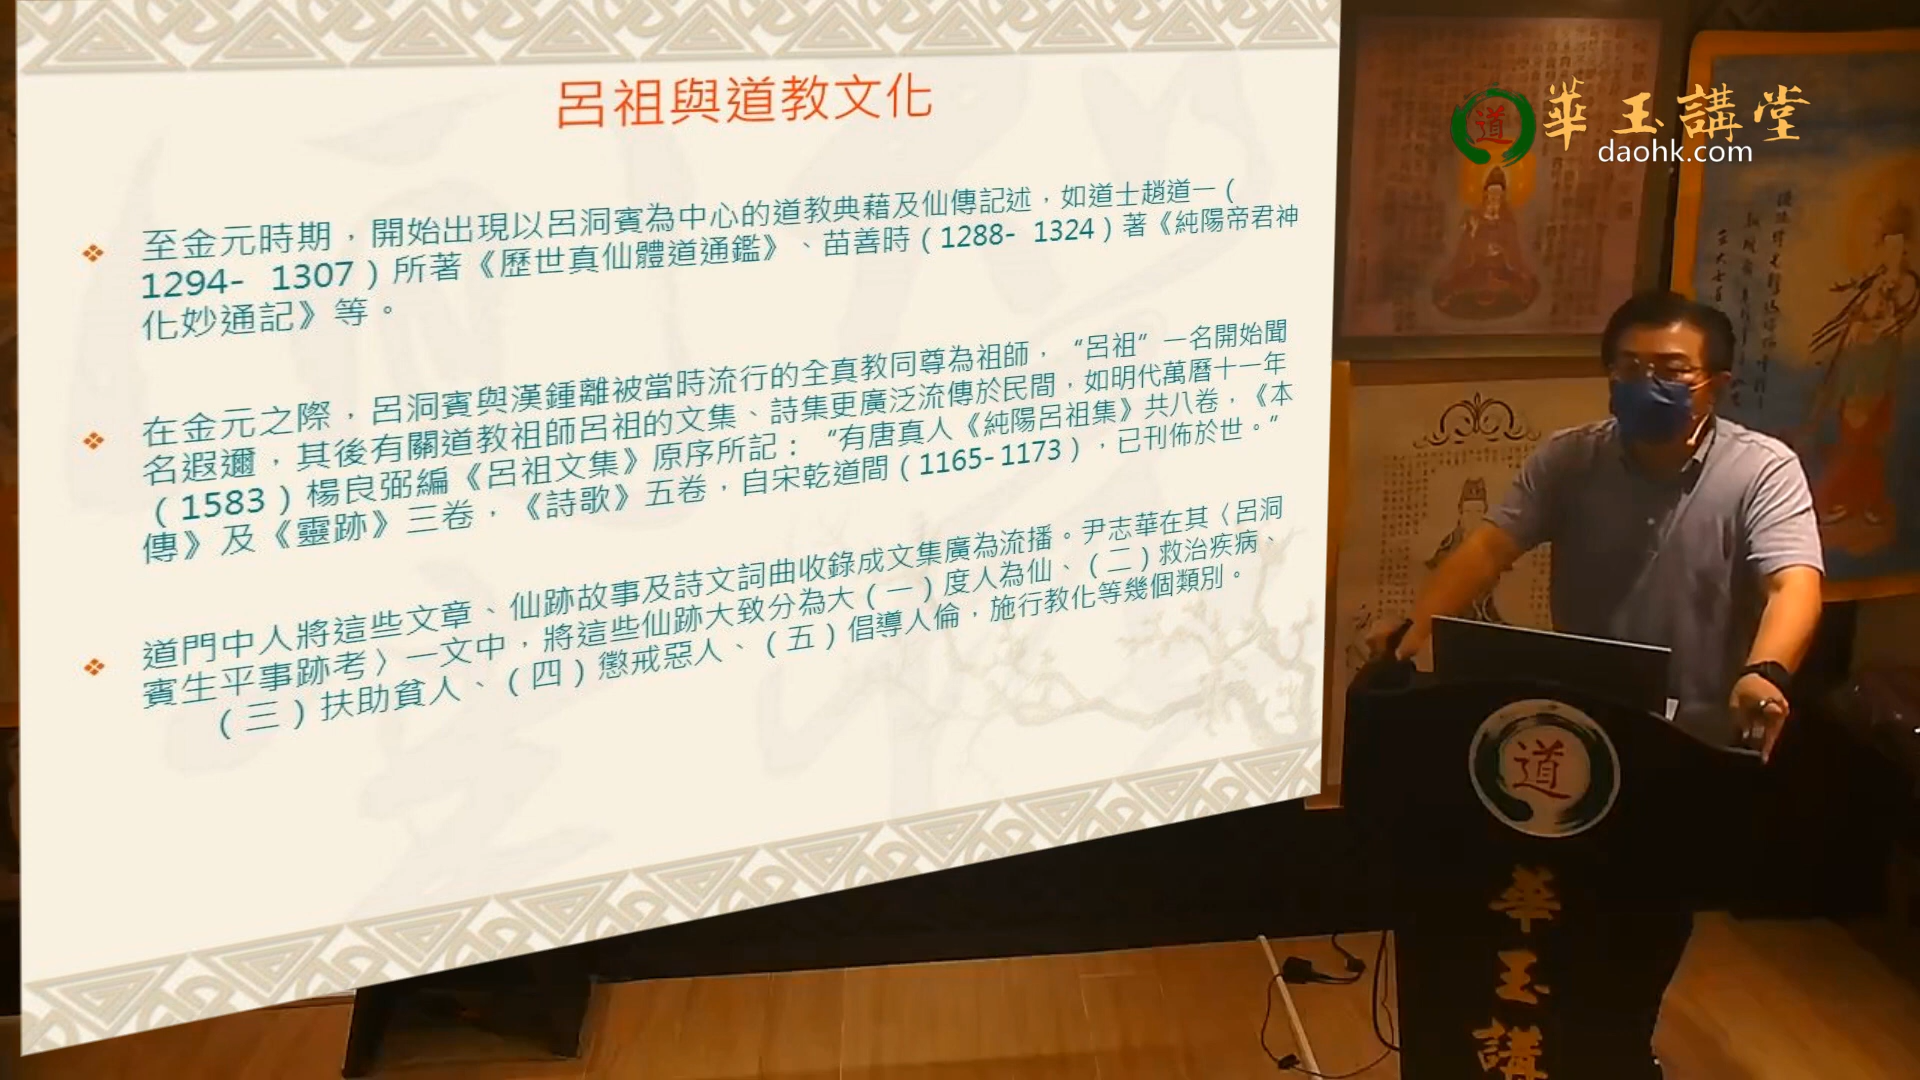 呂祖與道教文化
至金元時期，開始出現以呂洞賓為中心的道教典藉及仙傳記述，如道士趙道一（
1294- 1307）所著《歷世真仙體道通鑑》、苗善時（1288- 1324）著《純陽帝君神
化妙通記》等。
在金元之際，呂洞賓與漢鍾離被當時流行的全真教同尊為祖師，“呂祖”一名開始聞
名遐邇，其後有關道教祖師呂祖的文集、詩集更廣泛流傳於民間，如明代萬曆十一年
（1583）楊良弼編《呂祖文集》原序所記：“有唐真人《純陽呂祖集》共八卷，《本
傳》及《靈跡》三卷，《詩歌》五卷，自宋乾道間（1165-1173），已刊佈於世。”
道門中人將這些文章、仙跡故事及詩文詞曲收錄成文集廣為流播。尹志華在其〈呂洞
賓生平事跡考〉一文中，將這些仙跡大致分為大（一）度人為仙、（二）救治疾病、
（三）扶助貧人、（四）懲戒惡人、（五）倡導人倫，施行教化等幾個類別。
道 華玉講堂
daohk.com
道
華
玉
講